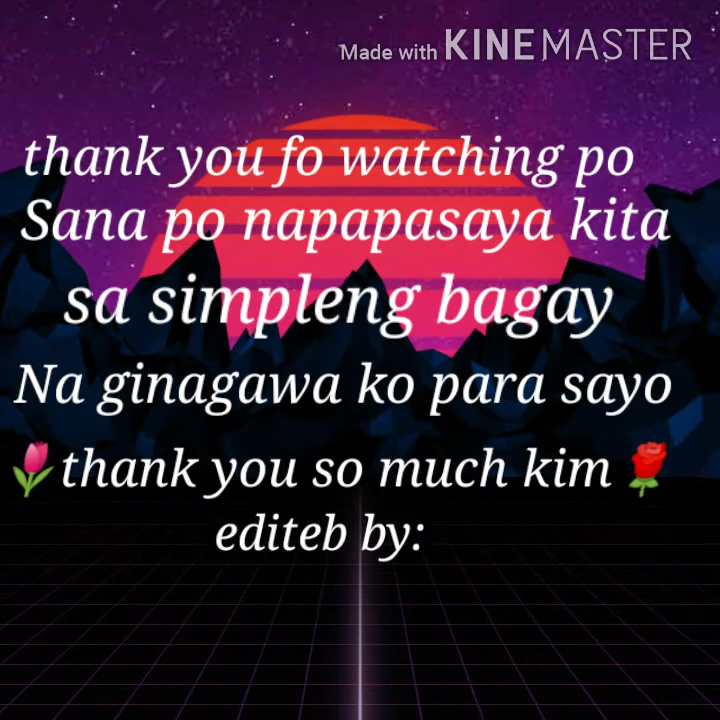 Made with KINEMASTER
thank you fo watching po
Sana po napapasaya kita
sa simpleng bagay
Na ginagawa ko para sayo
🌷thank you so much kim🌹
editeb by: